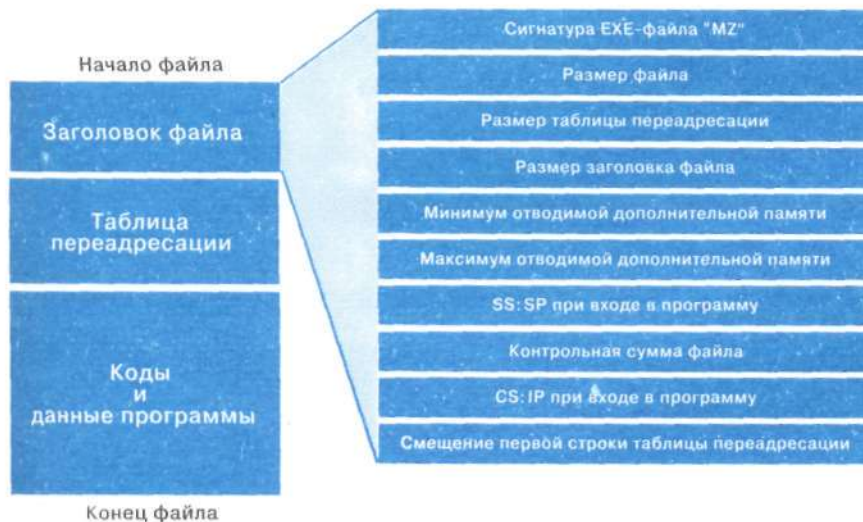 Начало файла
Заголовок файла
Таблица
переадресации
Коды
и
данные программы
Конец файла
Сигнатура EXE-файла "MZ"
Размер файла
Размер таблицы переадресации
Размер заголовка файла
Минимум отводимой дополнительной памяти
Максимум отводимой дополнительной памяти
SS:SP при входе в программу
Контрольная сумма файла
CS:IP при входе в программу
Смещение первой строки таблицы переадресации